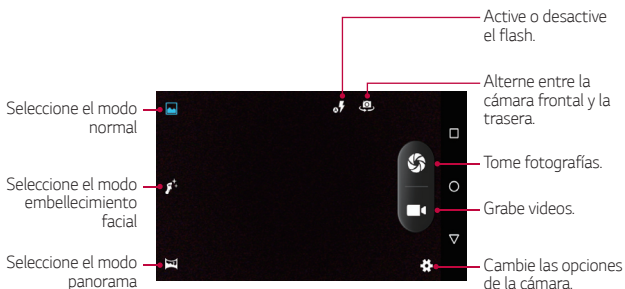 Active o desactive
el flash.
Alterne entre la
cámara frontal y la
trasera.
Seleccione el modo
normal
Tome fotografías.
Seleccione el modo
embellecimiento
facial
Grabe videos.
Seleccione el modo
panorama
Cambie las opciones
de la cámara.